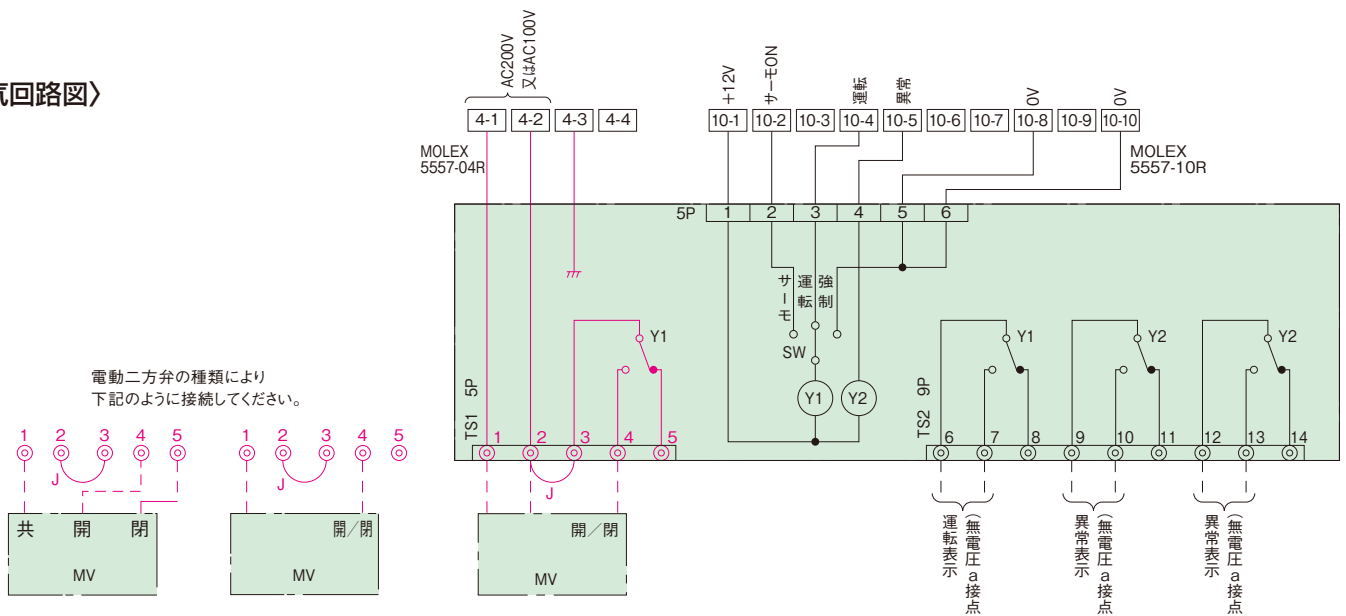 気回路図〉
AC200V
又はAC100V
4-1 4-2 4-3 4-4
MOLEX
5557-04R
+12V サーモON 運転 異常 0V 0V
10-1 10-2 10-3 10-4 10-5 10-6 10-7 10-8 10-9 10-10
MOLEX
5557-10R
5P 1 2 3 4 5 6
サーモ 運転 強制
SW
Y1 Y1 Y2 Y1 Y2 Y2
電動二方弁の種類により
下記のように接続してください。
1 2 3 4 5
J
共 開 閉
MV
1 2 3 4 5
J
開/閉
MV
TS1 5P
1 2 3 4 5
J
開/閉
MV
TS2 9P
6 7 8 9 10 11 12 13 14
運転表示
(無電圧a接点
異常表示
(無電圧a接点
異常表示
(無電圧a接点